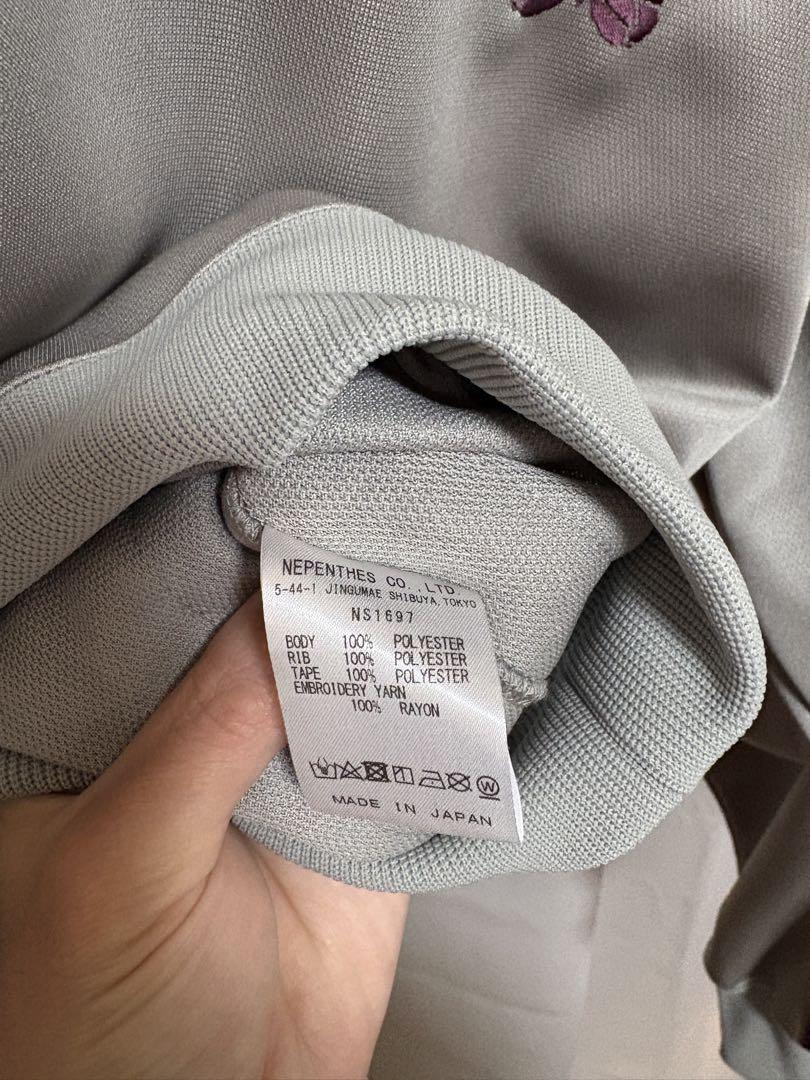 NEPENTHES CO., LTD.
5-44-1 JINGUMAE SHIBUYA.TOKYO
NS1697
BODY 100% POLYESTER
RIB 100% POLYESTER
TAPE 100% POLYESTER
EMBROIDERY YARN
100% RAYON
W
MADE IN JAPAN